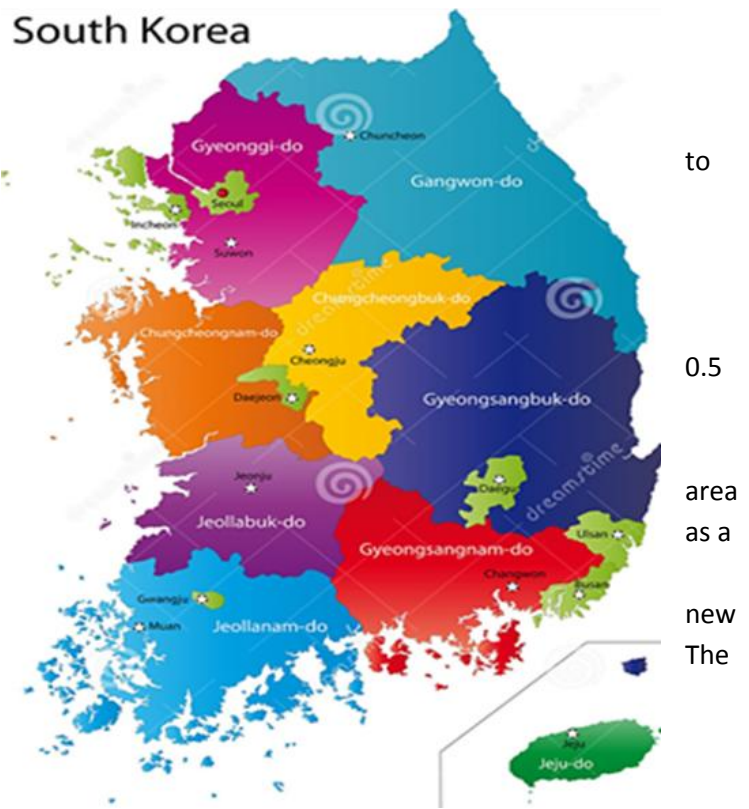 South Korea
dreamstime
Chuncheon
Gyeonggi-do
to
Gangwon-do
Seoul
Incheon
Suwon
Chungcheongbuk-do
dreamstime
Chungcheongnam-do
Cheongju
0.5
Daejeon
Gyeongsangbuk-do
Jeonju
Daegu
dreamstime
area
Jeollabuk-do
Ulsan
as a
Gyeongsangnam-do
Changwon
Busan
Gwangju
new
Muan
Jeollanam-do
The
Jeju
Jeju-do